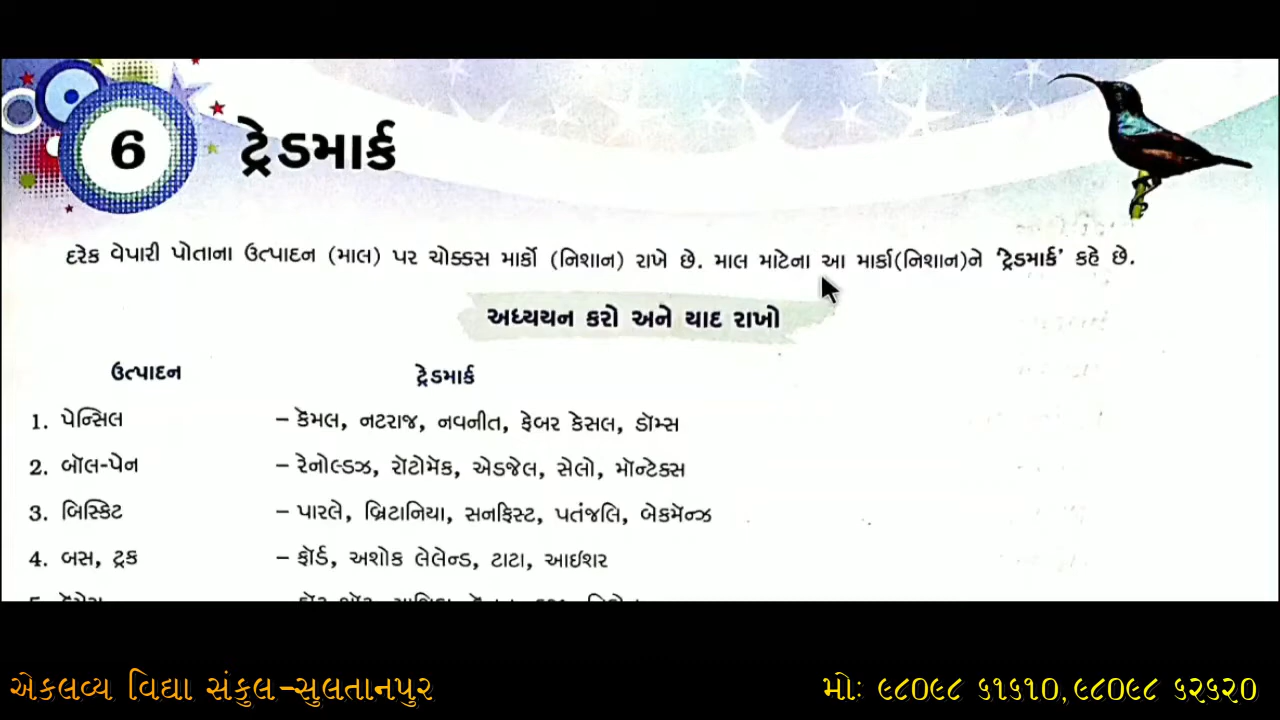 6
ટ્રેડમાર્ક
દરેક વેપારી પોતાના ઉત્પાદન (માલ) પર ચોક્કસ માર્કો (નિશાન) રાખે છે. માલ માટેના આ માર્કા(નિશાન)ને 'ટ્રેડમાર્ક' કહે છે.
અધ્યયન કરો અને યાદ રાખો
ઉત્પાદન ટ્રેડમાર્ક
1. પેન્સિલ – કૅમલ, નટરાજ, નવનીત, ફેબર કેસલ, ડૉમ્સ
2. બૉલ-પેન – રેનોલ્ડઝ, રૉટોમૅક, એડજેલ, સેલો, મૉન્ટેક્સ
3. બિસ્કિટ – પારલે, બ્રિટાનિયા, સનફિસ્ટ, પતંજલિ, બેકમૅન્ઝ
4. બસ, ટ્રક – ફૉર્ડ, અશોક લેલેન્ડ, ટાટા, આઈશર
એકલવ્ય વિદ્યા સંકુલ-સુલતાનપુર
મોઃ ૯૮૦૯૮ ૬૧૬૧૦,૯૮૦૯૮ ૬૨૬૨૦